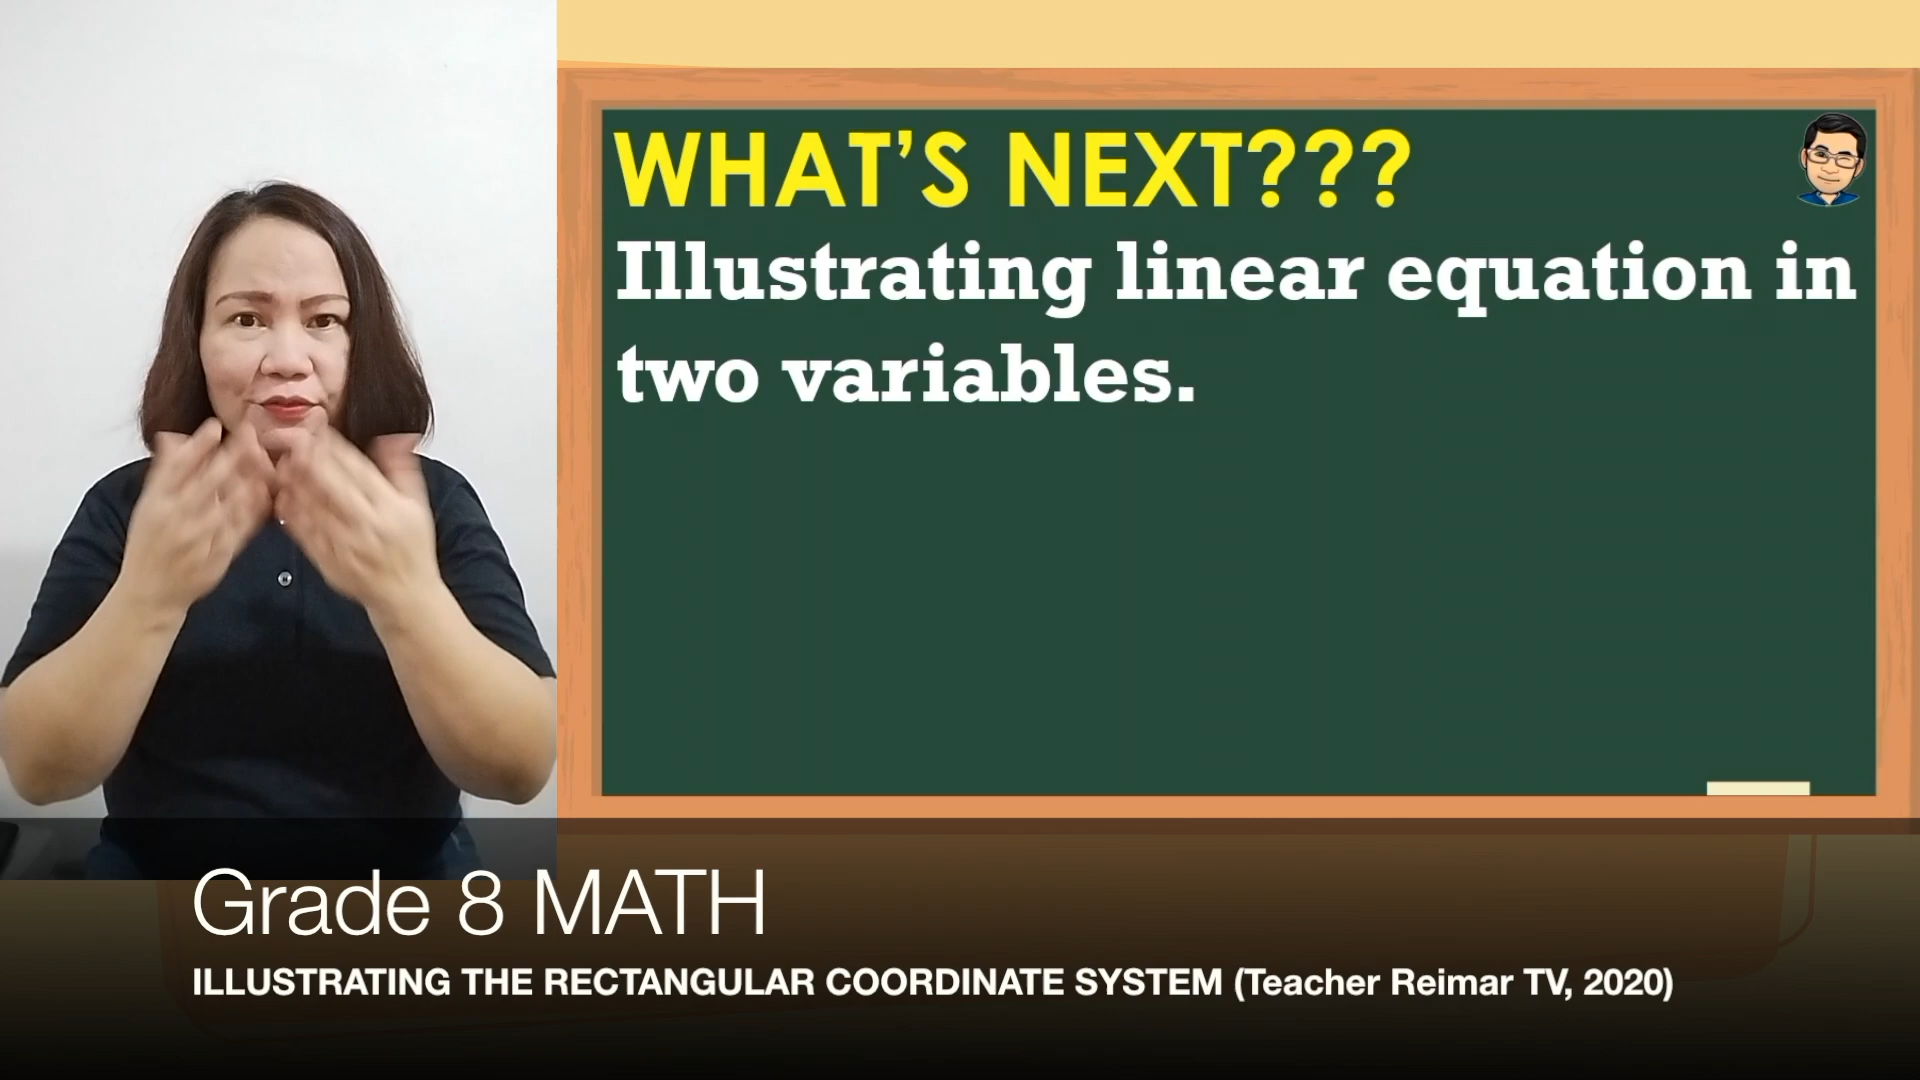 WHAT’S NEXT???
Illustrating linear equation in
two variables.
Grade 8 MATH
ILLUSTRATING THE RECTANGULAR COORDINATE SYSTEM (Teacher Reimar TV, 2020)